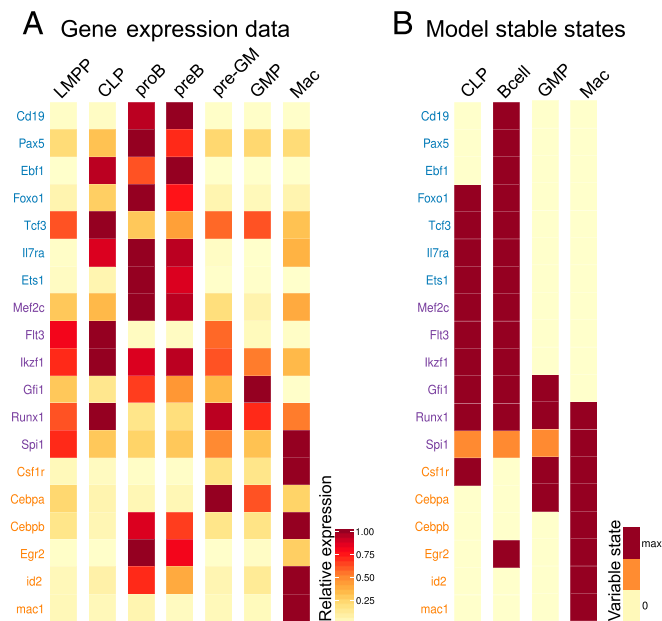 A Gene expression data
LMPP CLP proB preB pre-GM GMP Mac
Cd19
Pax5
Ebf1
Foxo1
Tcf3
Il7ra
Ets1
Mef2c
Flt3
Ikzf1
Gfi1
Runx1
Spi1
Csf1r
Cebpa
Cebpb
Egr2
id2
mac1
Relative expression
1.00
0.75
0.50
0.25
B Model stable states
CLP Bcell GMP Mac
Cd19
Pax5
Ebf1
Foxo1
Tcf3
Il7ra
Ets1
Mef2c
Flt3
Ikzf1
Gfi1
Runx1
Spi1
Csf1r
Cebpa
Cebpb
Egr2
id2
mac1
Variable state
max
0